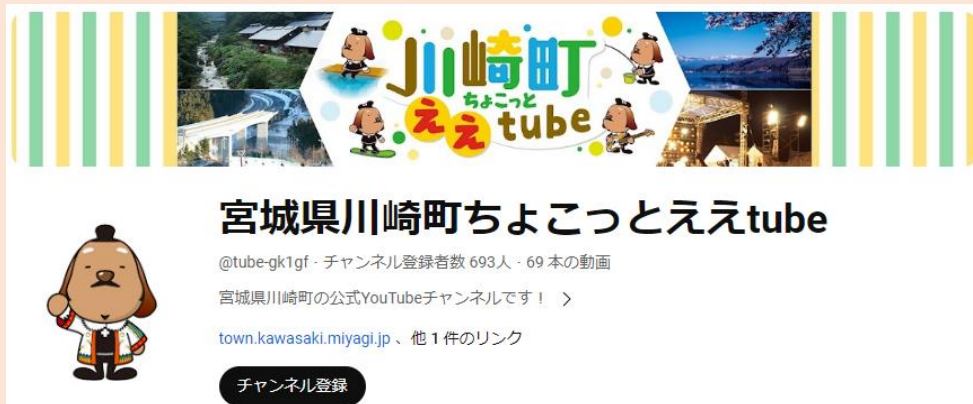 川崎町
ちょこっと
ええ tube
宮城県川崎町ちょこっとええtube
@tube-gk1gf · チャンネル登録者数 693人 · 69 本の動画
宮城県川崎町の公式YouTubeチャンネルです！ >
town.kawasaki.miyagi.jp 、他 1 件のリンク
チャンネル登録